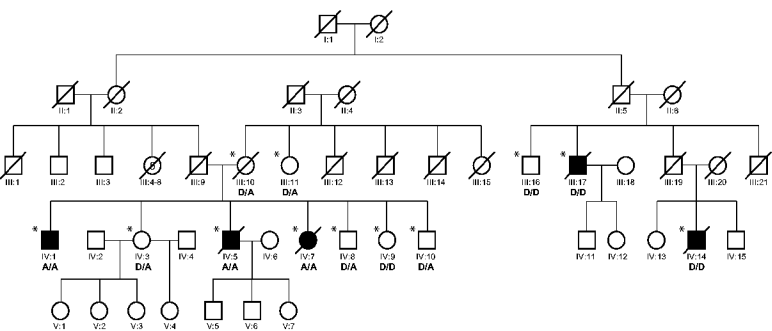 I:1 I:2
II:1 II:2 II:3 II:4 II:5 II:6
5
* * * *
III:1 III:2 III:3 III:4-8 III:9 III:10 III:11 III:12 III:13 III:14 III:15 III:16 III:17 III:18 III:19 III:20 III:21
D/A D/A D/D D/D
* * * * * * * *
IV:1 IV:2 IV:3 IV:4 IV:5 IV:6 IV:7 IV:8 IV:9 IV:10 IV:11 IV:12 IV:13 IV:14 IV:15
A/A D/A A/A A/A D/A D/D D/A D/D
V:1 V:2 V:3 V:4 V:5 V:6 V:7